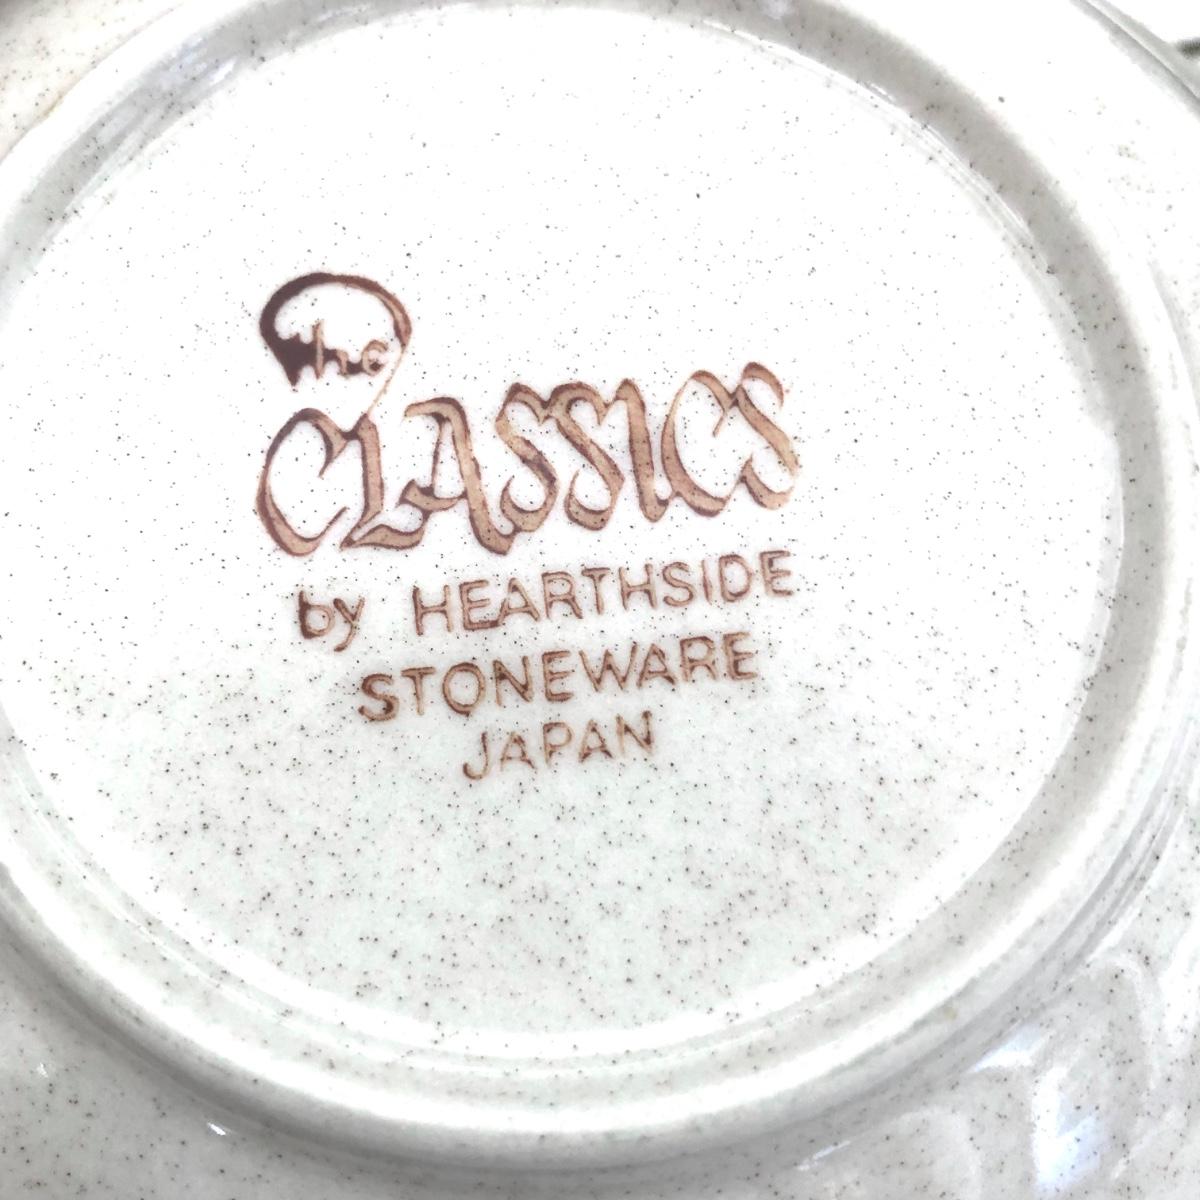 The
CLASSICS
by HEARTHSIDE
STONEWARE
JAPAN